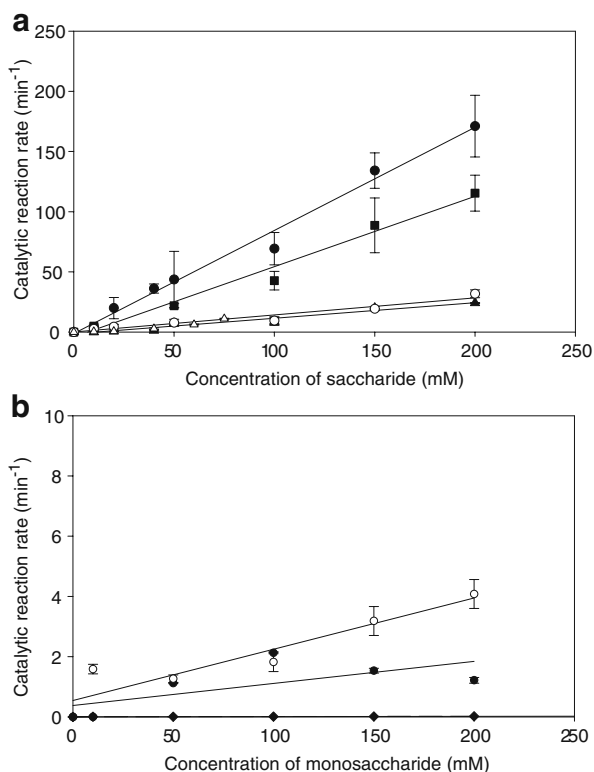 a
250
200
150
100
50
0
Catalytic reaction rate (min⁻¹)
0 50 100 150 200 250
Concentration of saccharide (mM)
b
10
8
6
4
2
0
Catalytic reaction rate (min⁻¹)
0 50 100 150 200 250
Concentration of monosaccharide (mM)